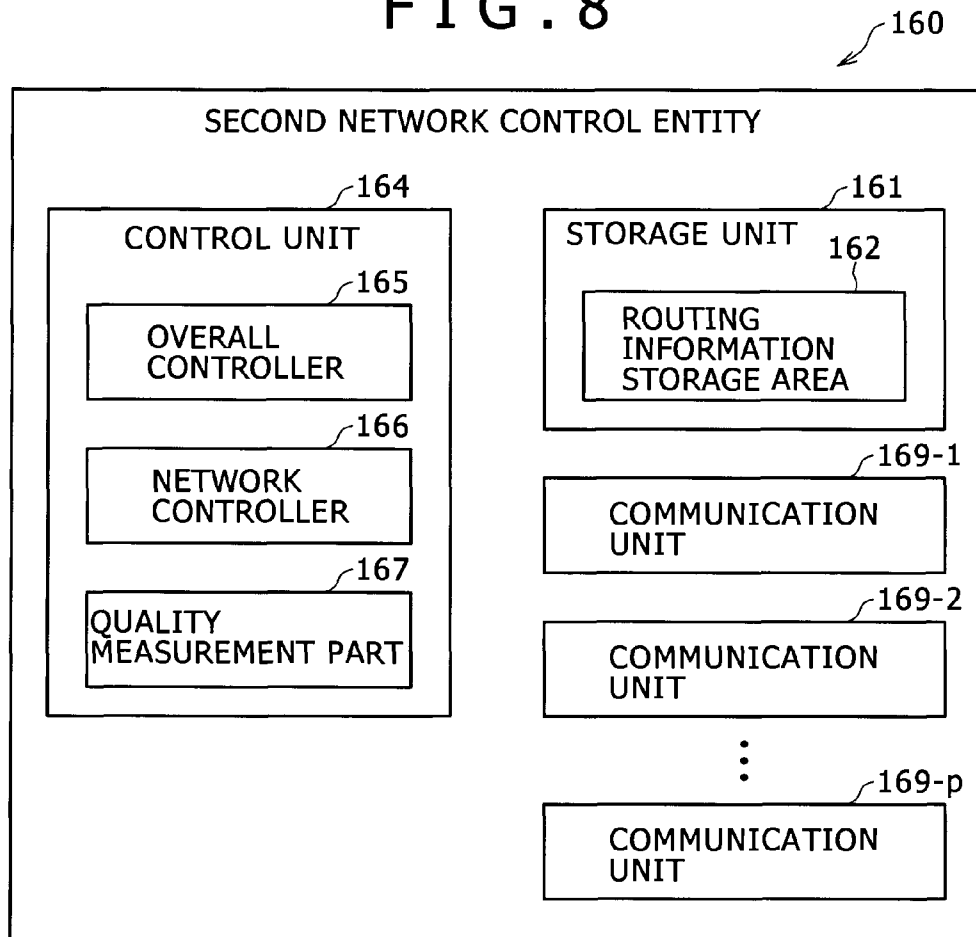 FIG.8
160
SECOND NETWORK CONTROL ENTITY
164
CONTROL UNIT
165
OVERALL
CONTROLLER
166
NETWORK
CONTROLLER
167
QUALITY
MEASUREMENT PART
161
STORAGE UNIT
162
ROUTING
INFORMATION
STORAGE AREA
169-1
COMMUNICATION
UNIT
169-2
COMMUNICATION
UNIT
169-p
COMMUNICATION
UNIT